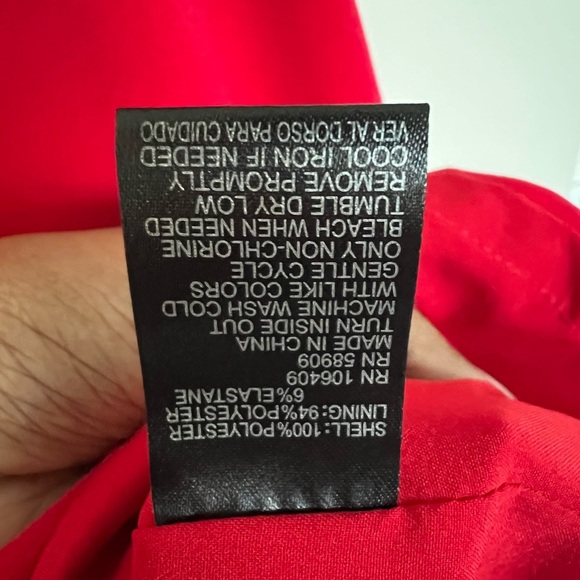 SHELL:100%POLYESTER
LINING:94%POLYESTER
6%ELASTANE
RN 106409
RN 58909
MADE IN CHINA
TURN INSIDE OUT
MACHINE WASH COLD
WITH LIKE COLORS
GENTLE CYCLE
ONLY NON-CHLORINE
BLEACH WHEN NEEDED
TUMBLE DRY LOW
REMOVE PROMPTLY
COOL IRON IF NEEDED
VER AL DORSO PARA CUIDADO